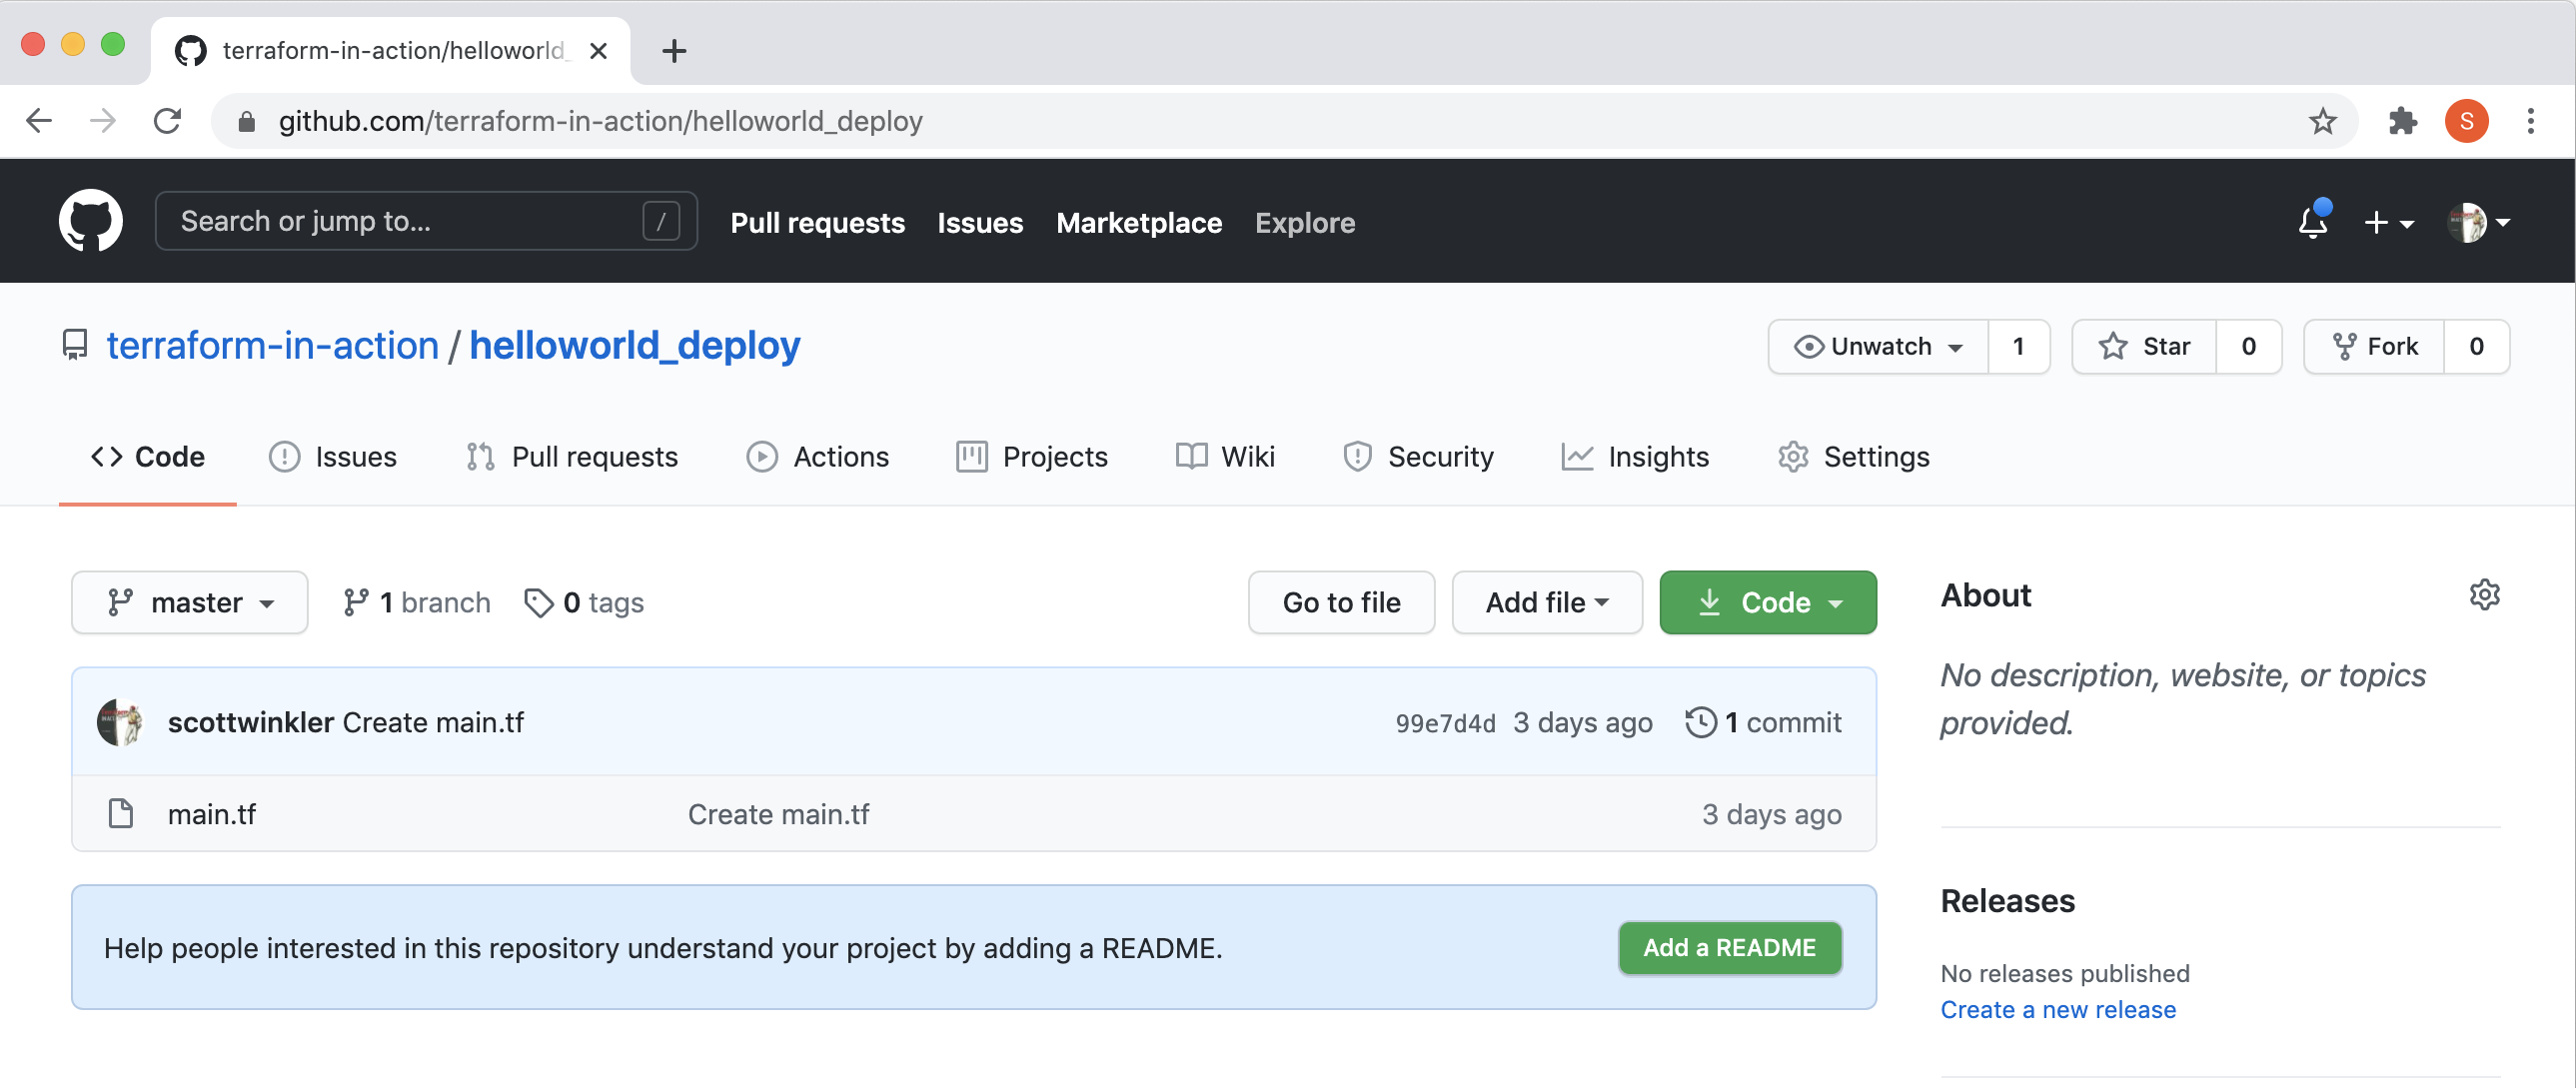 terraform-in-action/helloworld_
github.com/terraform-in-action/helloworld_deploy
S
Search or jump to...
/
Pull requests
Issues
Marketplace
Explore
terraform-in-action / helloworld_deploy
Unwatch 1
Star 0
Fork 0
Code
Issues
Pull requests
Actions
Projects
Wiki
Security
Insights
Settings
master
1 branch
0 tags
Go to file
Add file
Code
scottwinkler Create main.tf
99e7d4d 3 days ago
1 commit
main.tf
Create main.tf
3 days ago
Help people interested in this repository understand your project by adding a README.
Add a README
About
No description, website, or topics
provided.
Releases
No releases published
Create a new release